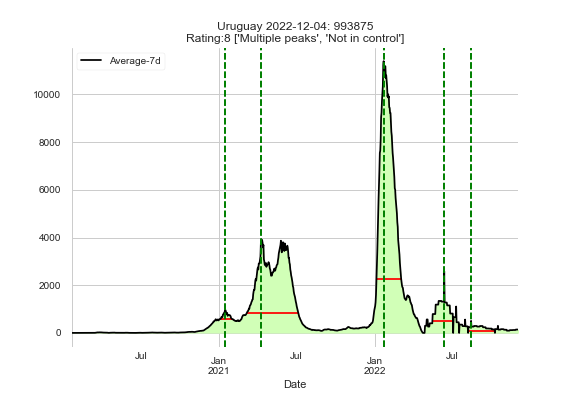 Uruguay 2022-12-04: 993875
Rating:8 ['Multiple peaks', 'Not in control']
Average-7d
10000
8000
6000
4000
2000
0
Jul
Jan
2021
Jul
Jan
2022
Jul
Date